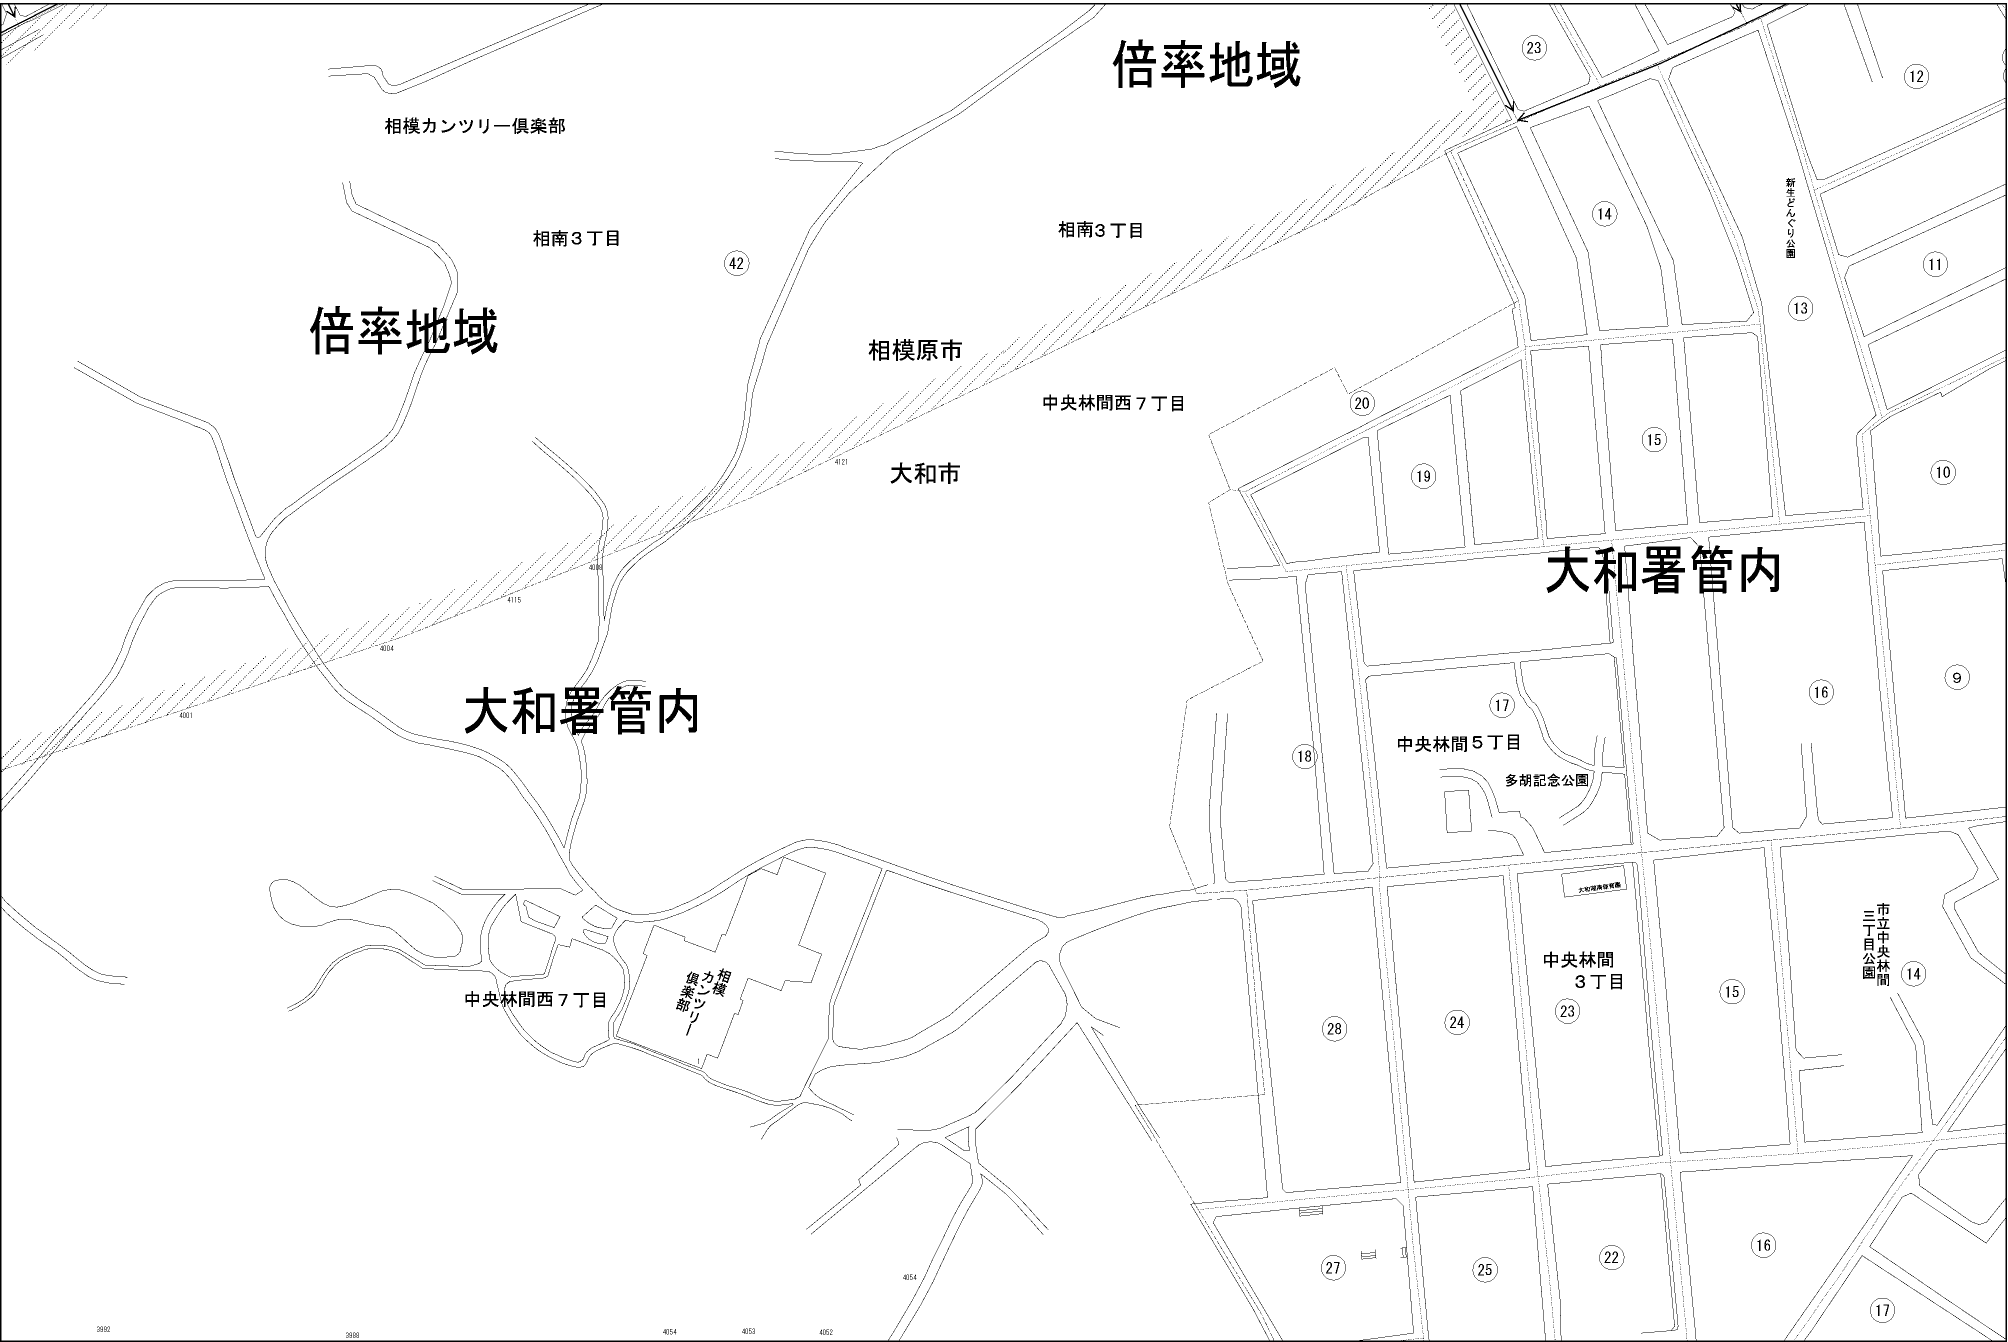 倍率地域
23
12
相模カンツリー倶楽部
新生どんぐり公園
14
相南３丁目
相南３丁目
42
11
13
倍率地域
相模原市
中央林間西７丁目
20
15
4121
大和市
19
10
4008
大和署管内
4115
4004
9
16
4001
大和署管内
17
中央林間５丁目
18
多胡記念公園
市立中央林間
三丁目公園
中央林間
３丁目
14
相模
カンツリー
倶楽部
中央林間西７丁目
15
23
24
28
1
16
22
27
25
4054
17
3992
3988
4054
4053
4052